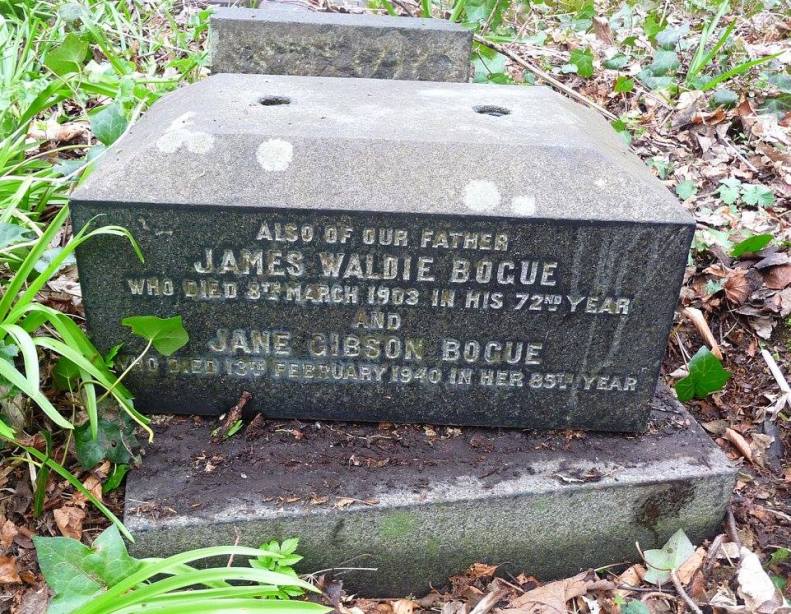 ALSO OF OUR FATHER
JAMES WALDIE BOGUE
WHO DIED 8TH MARCH 1903 IN HIS 72ND YEAR
AND
JANE GIBSON BOGUE
WHO DIED 13TH FEBRUARY 1940 IN HER 85TH YEAR